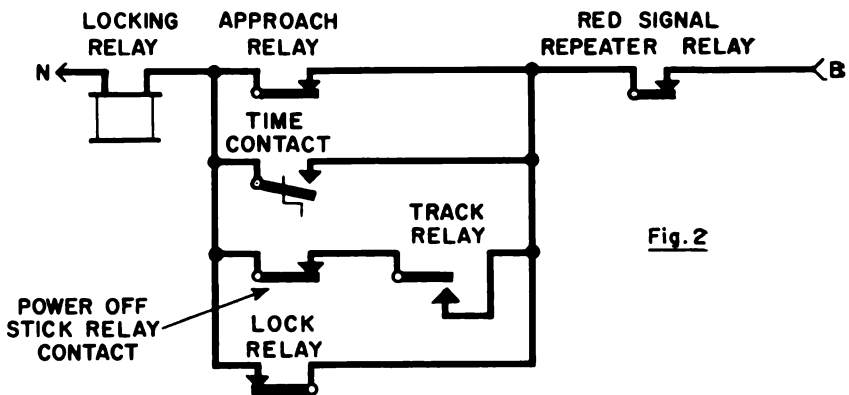 LOCKING
RELAY
APPROACH
RELAY
RED SIGNAL
REPEATER RELAY
N
B
TIME
CONTACT
TRACK
RELAY
Fig. 2
POWER OFF
STICK RELAY
CONTACT
LOCK
RELAY